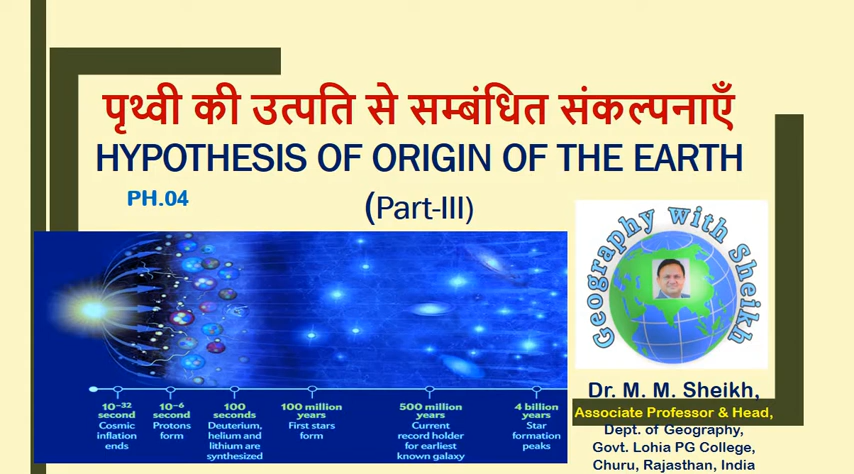 पृथ्वी की उत्पति से सम्बंधित संकल्पनाएँ
HYPOTHESIS OF ORIGIN OF THE EARTH
PH.04
(Part-III)
Geography with Sheikh
10⁻³² second
Cosmic inflation ends
10⁻⁶ second
Protons form
100 seconds
Deuterium, helium and lithium are synthesized
100 million years
First stars form
500 million years
Current record holder for earliest known galaxy
4 billion years
Star formation peaks
Dr. M. M. Sheikh,
Associate Professor & Head,
Dept. of Geography,
Govt. Lohia PG College,
Churu, Rajasthan, India